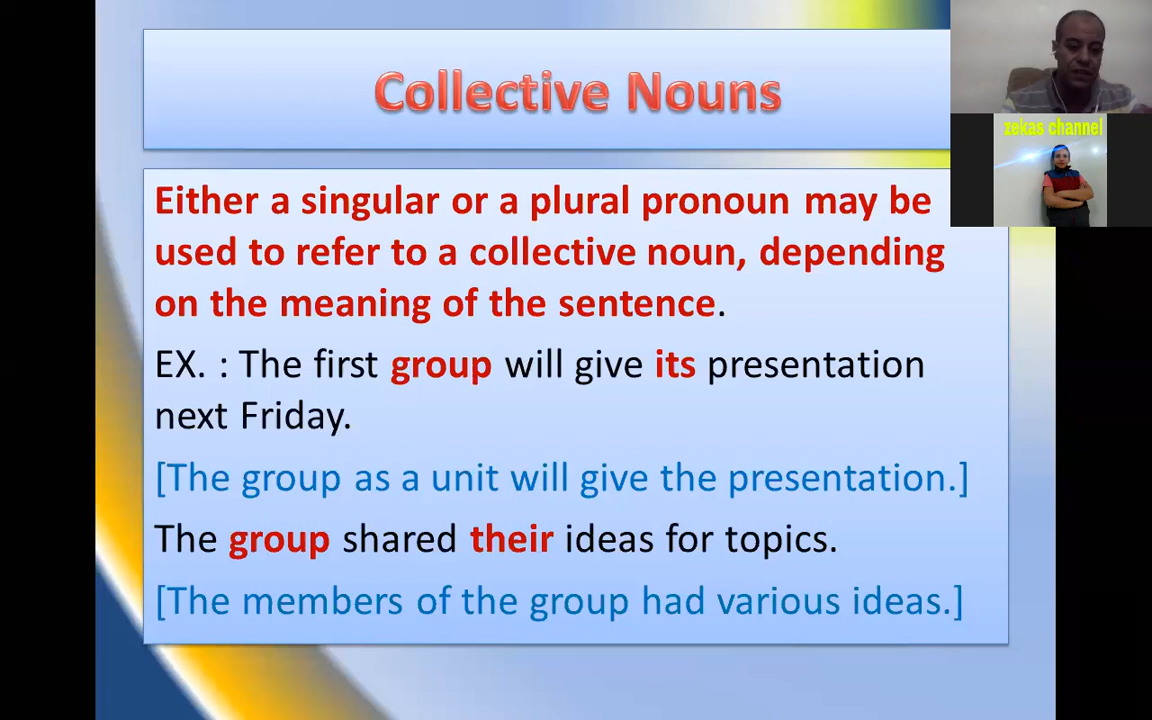 Collective Nouns
zekas channel
Either a singular or a plural pronoun may be
used to refer to a collective noun, depending
on the meaning of the sentence.
EX. : The first group will give its presentation
next Friday.
[The group as a unit will give the presentation.]
The group shared their ideas for topics.
[The members of the group had various ideas.]